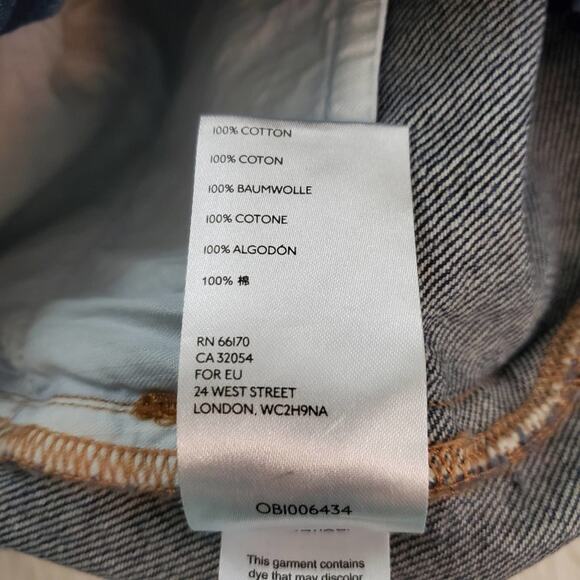 100% COTTON
100% COTON
100% BAUMWOLLE
100% COTONE
100% ALGODÓN
100% 棉
RN 66170
CA 32054
FOR EU
24 WEST STREET
LONDON, WC2H9NA
OB1006434
This garment contains
dye that may discolor